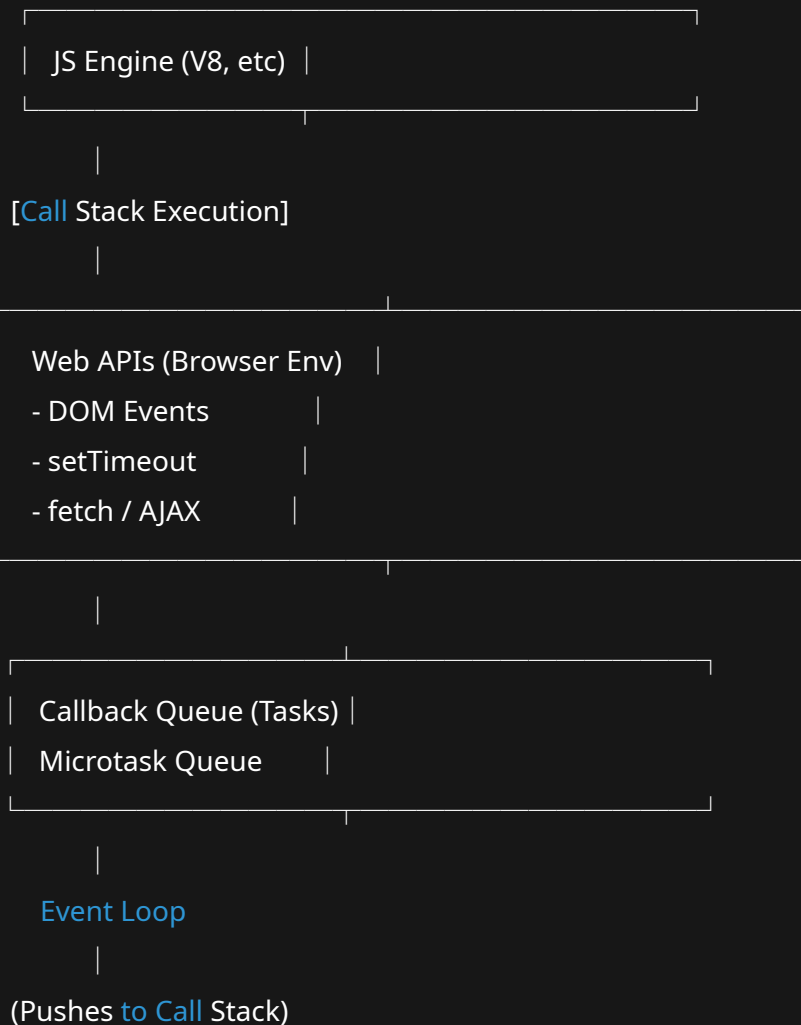 JS Engine (V8, etc)
[Call Stack Execution]
Web APIs (Browser Env)
- DOM Events
- setTimeout
- fetch / AJAX
Callback Queue (Tasks)
Microtask Queue
Event Loop
(Pushes to Call Stack)